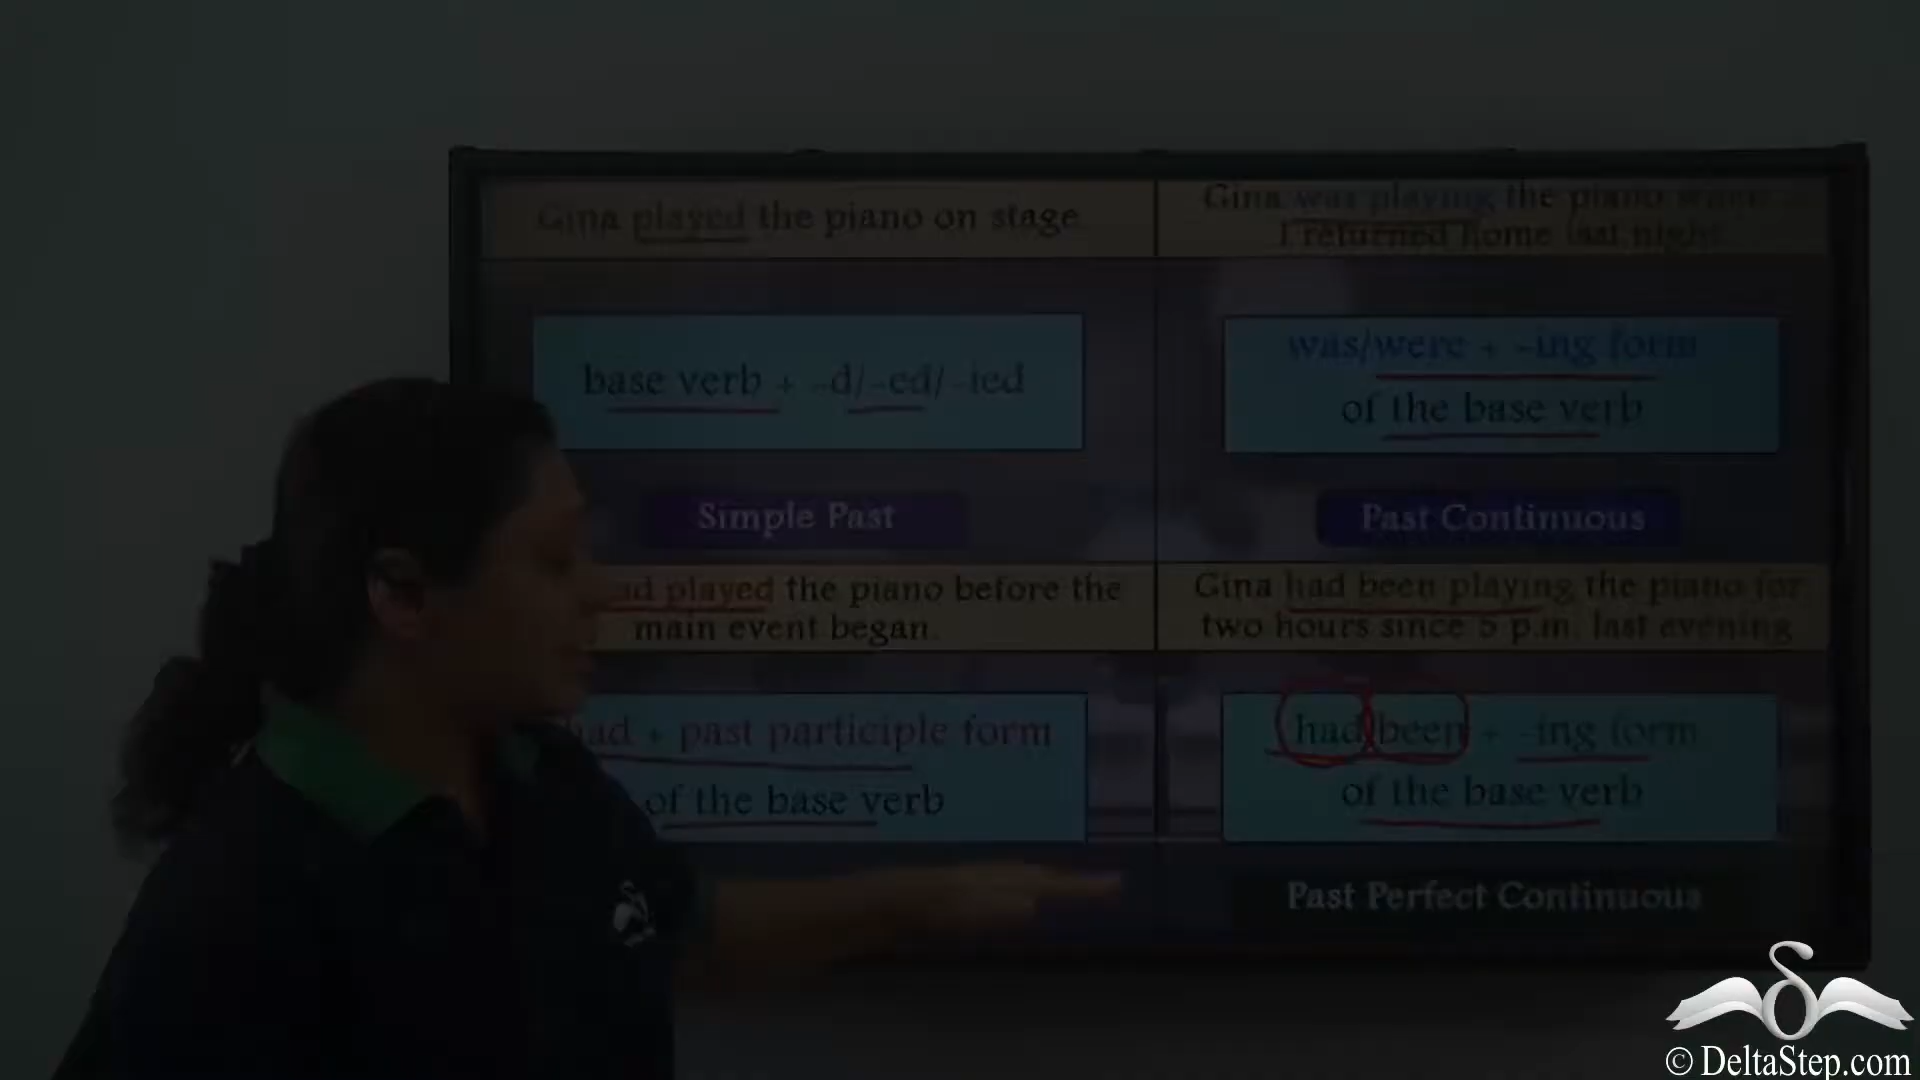 Gina played the piano on stage
Gina was playing the piano when
I returned home last night
base verb + -d/-ed/-ied
was/were + -ing form
of the base verb
Simple Past
Past Continuous
had played the piano before the
main event began.
Gina had been playing the piano for
two hours since 5 p.m. last evening
had + past participle form
of the base verb
had been + -ing form
of the base verb
Past Perfect Continuous
© DeltaStep.com